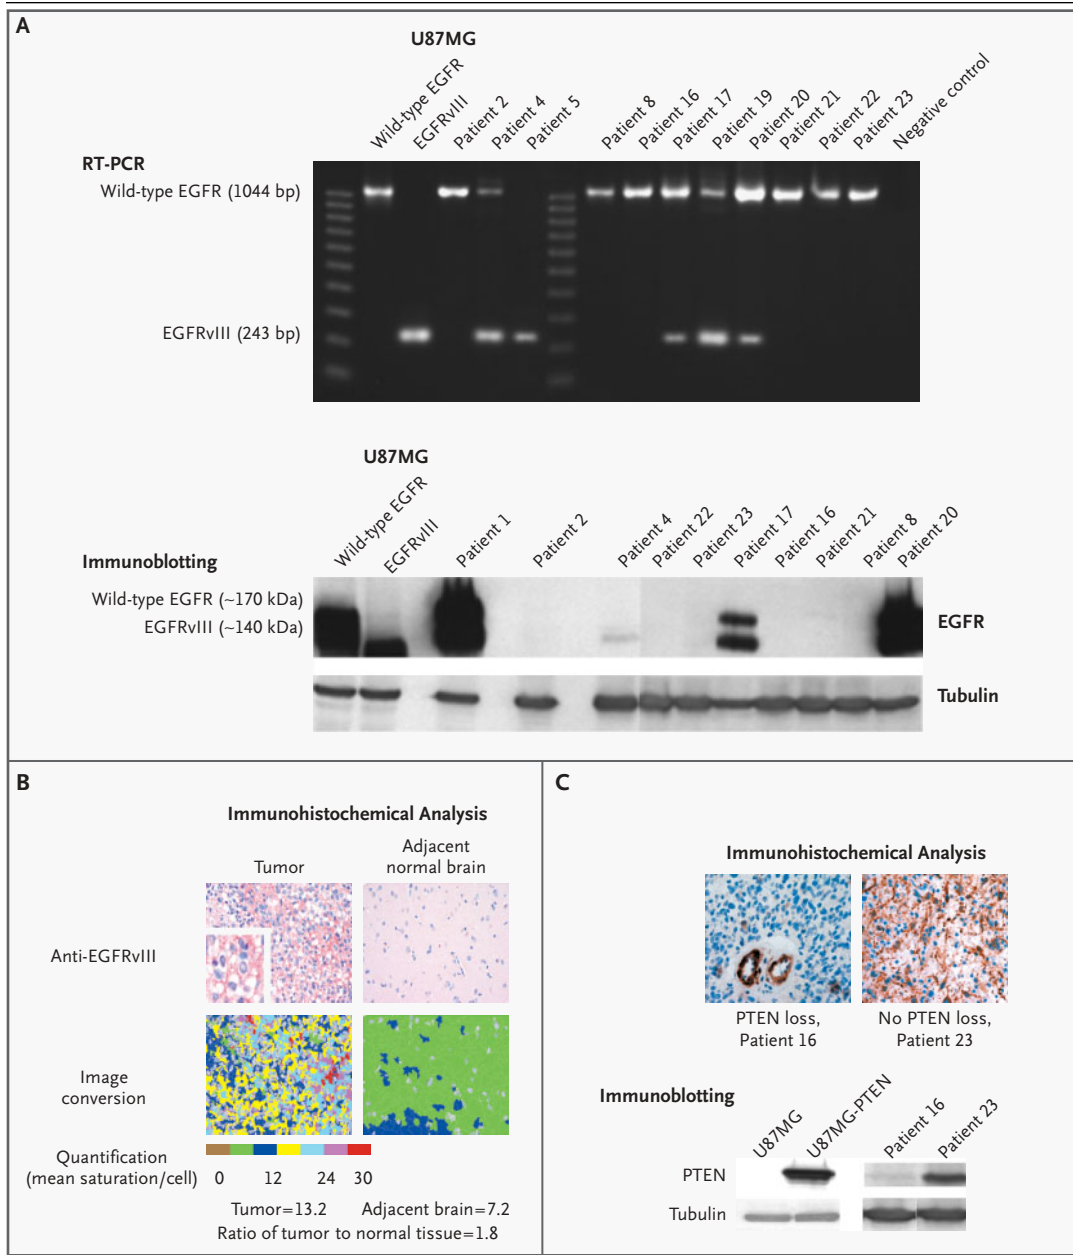 A
U87MG
Wild-type EGFR
EGFRvIII
Patient 2
Patient 4
Patient 5
Patient 8
Patient 16
Patient 17
Patient 19
Patient 20
Patient 21
Patient 22
Patient 23
Negative control
RT-PCR
Wild-type EGFR (1044 bp)
EGFRvIII (243 bp)
U87MG
Wild-type EGFR
EGFRvIII
Patient 1
Patient 2
Patient 4
Patient 22
Patient 23
Patient 17
Patient 16
Patient 21
Patient 8
Patient 20
Immunoblotting
Wild-type EGFR (~170 kDa)
EGFRvIII (~140 kDa)
EGFR
Tubulin
B
Immunohistochemical Analysis
Tumor
Adjacent
normal brain
Anti-EGFRvIII
Image
conversion
Quantification
(mean saturation/cell)
0 12 24 30
Tumor=13.2 Adjacent brain=7.2
Ratio of tumor to normal tissue=1.8
C
Immunohistochemical Analysis
PTEN loss,
Patient 16
No PTEN loss,
Patient 23
Immunoblotting
U87MG
U87MG-PTEN
Patient 16
Patient 23
PTEN
Tubulin